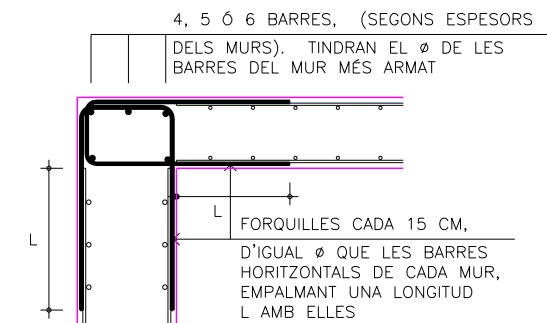 4, 5 Ó 6 BARRES, (SEGONS ESPESORS
DELS MURS). TINDRAN EL ø DE LES
BARRES DEL MUR MÉS ARMAT
L
L
FORQUILLES CADA 15 CM,
D'IGUAL ø QUE LES BARRES
HORITZONTALS DE CADA MUR,
EMPALMANT UNA LONGITUD
L AMB ELLES